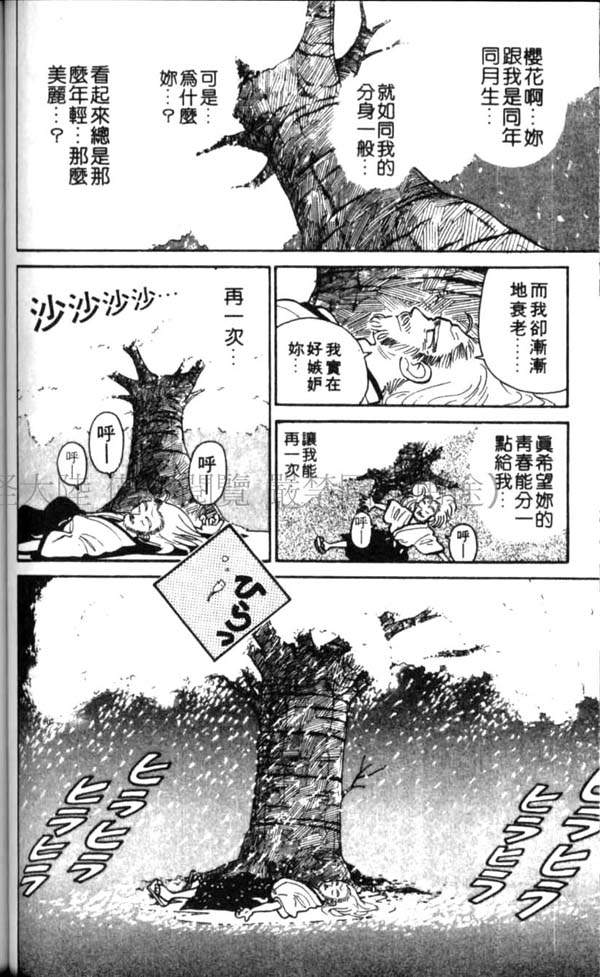 櫻花啊…妳
跟我是同年
同月生…
就如同我的
分身一般…
可是…
為什麼
妳…？
看起來總是那
麼年輕…那麼
美麗…？
而我卻漸漸
地衰老……
我實在
好嫉妒
妳…
眞希望妳的
靑春能分一
點給我…
讓我能
再一次
呼—
呼—
再一次…
沙沙沙沙…
呼—
呼—
呼—
ひらっ
ヒラ
ヒラ
ヒラ
ヒラ
ヒラ
ヒラ
ヒラ
ヒラ